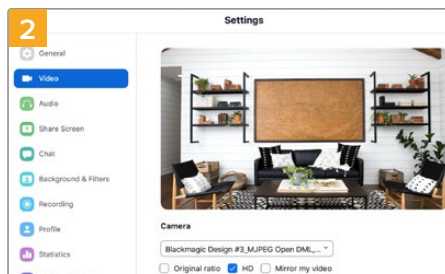 2
Settings
General
Video
Audio
Share Screen
Chat
Background & Filters
Recording
Profile
Statistics
Camera
Blackmagic Design #3_MJPEG Open DML,...
Original ratio HD Mirror my video